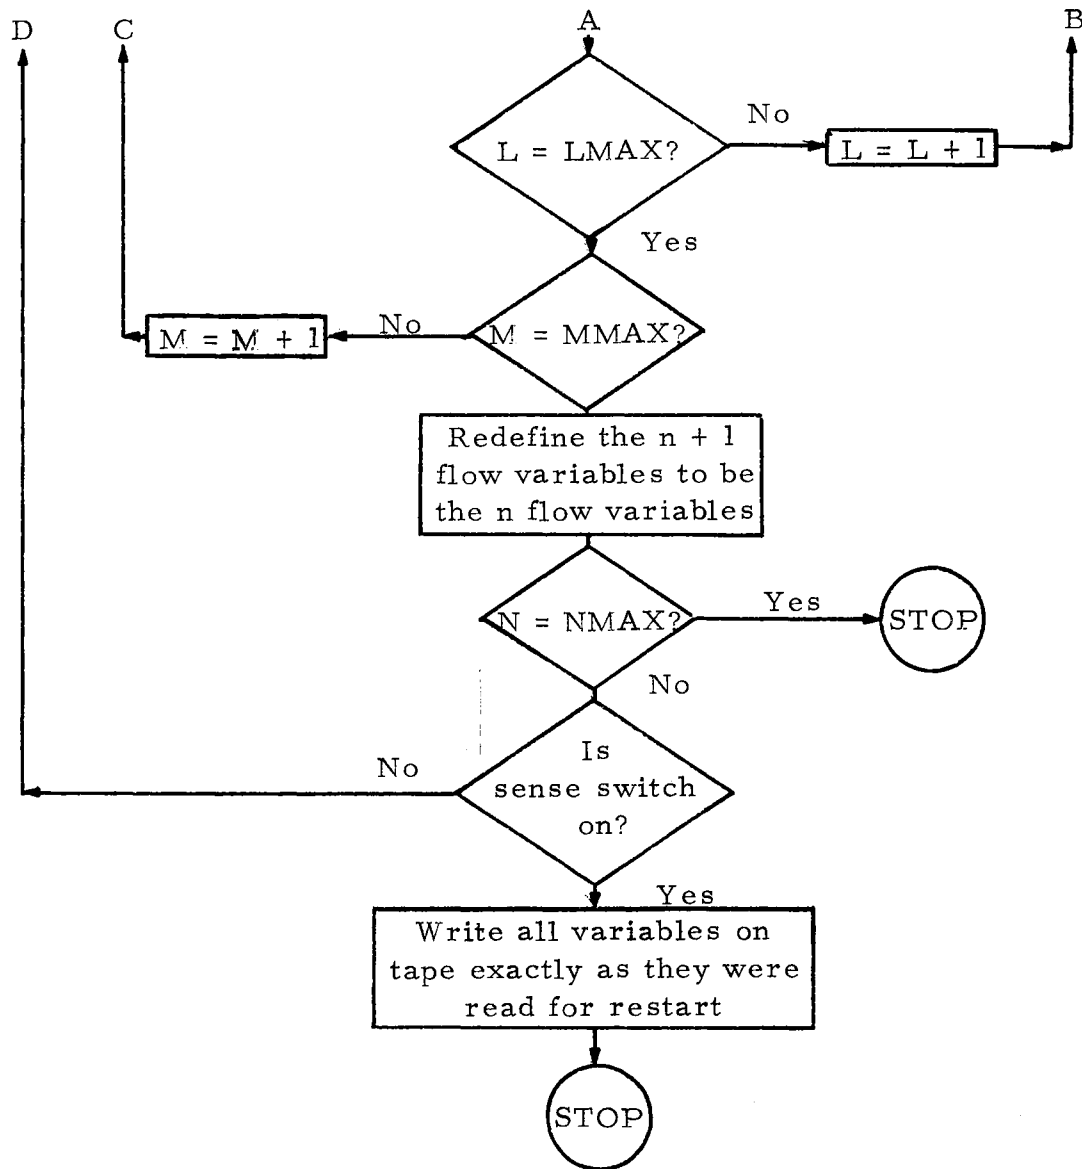 D
C
A
B
No
L = LMAX?
L = L + 1
Yes
No
M = M + 1
M = MMAX?
Redefine the n + 1
flow variables to be
the n flow variables
N = NMAX?
Yes
STOP
No
Is
sense switch
on?
No
Yes
Write all variables on
tape exactly as they were
read for restart
STOP